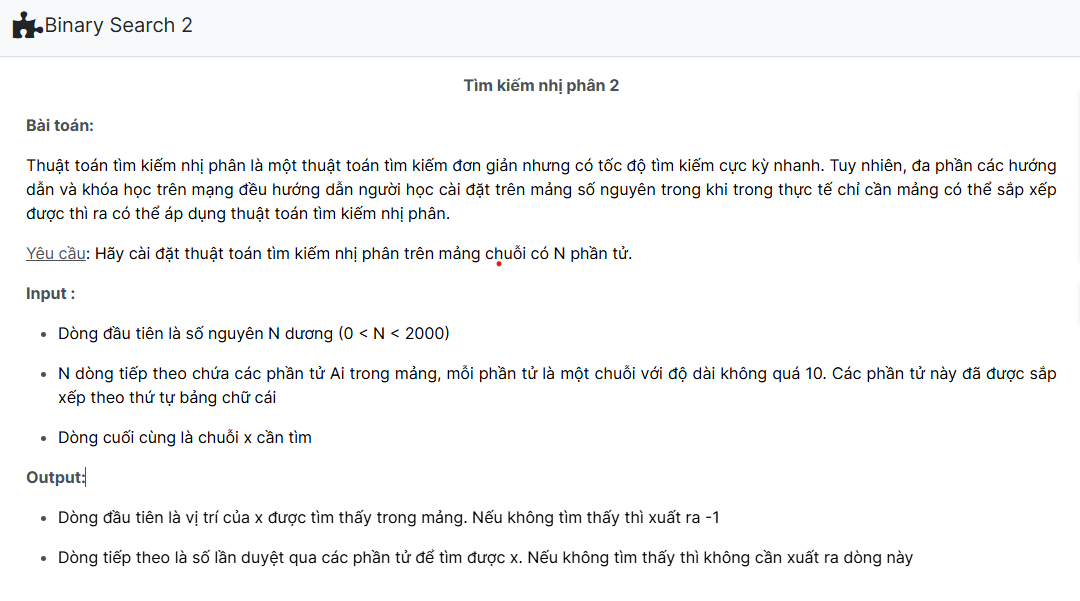 Binary Search 2
Tìm kiếm nhị phân 2
Bài toán:
Thuật toán tìm kiếm nhị phân là một thuật toán tìm kiếm đơn giản nhưng có tốc độ tìm kiếm cực kỳ nhanh. Tuy nhiên, đa phần các hướng
dẫn và khóa học trên mạng đều hướng dẫn người học cài đặt trên mảng số nguyên trong khi trong thực tế chỉ cần mảng có thể sắp xếp
được thì ra có thể áp dụng thuật toán tìm kiếm nhị phân.
Yêu cầu: Hãy cài đặt thuật toán tìm kiếm nhị phân trên mảng chuỗi có N phần tử.
Input :
• Dòng đầu tiên là số nguyên N dương (0 < N < 2000)
• N dòng tiếp theo chứa các phần tử Ai trong mảng, mỗi phần tử là một chuỗi với độ dài không quá 10. Các phần tử này đã được sắp
xếp theo thứ tự bảng chữ cái
• Dòng cuối cùng là chuỗi x cần tìm
Output:
• Dòng đầu tiên là vị trí của x được tìm thấy trong mảng. Nếu không tìm thấy thì xuất ra -1
• Dòng tiếp theo là số lần duyệt qua các phần tử để tìm được x. Nếu không tìm thấy thì không cần xuất ra dòng này